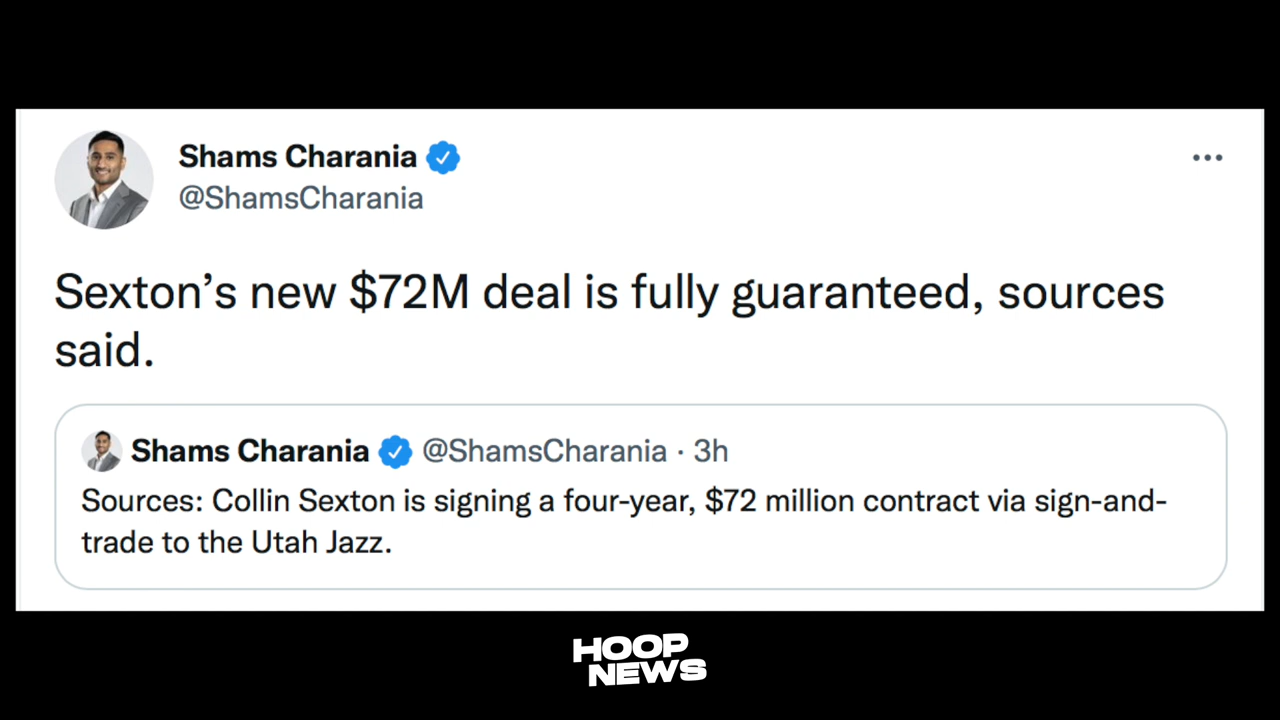 Shams Charania
@ShamsCharania
Sexton’s new $72M deal is fully guaranteed, sources
said.
Shams Charania @ShamsCharania · 3h
Sources: Collin Sexton is signing a four-year, $72 million contract via sign-and-
trade to the Utah Jazz.
HOOP
NEWS